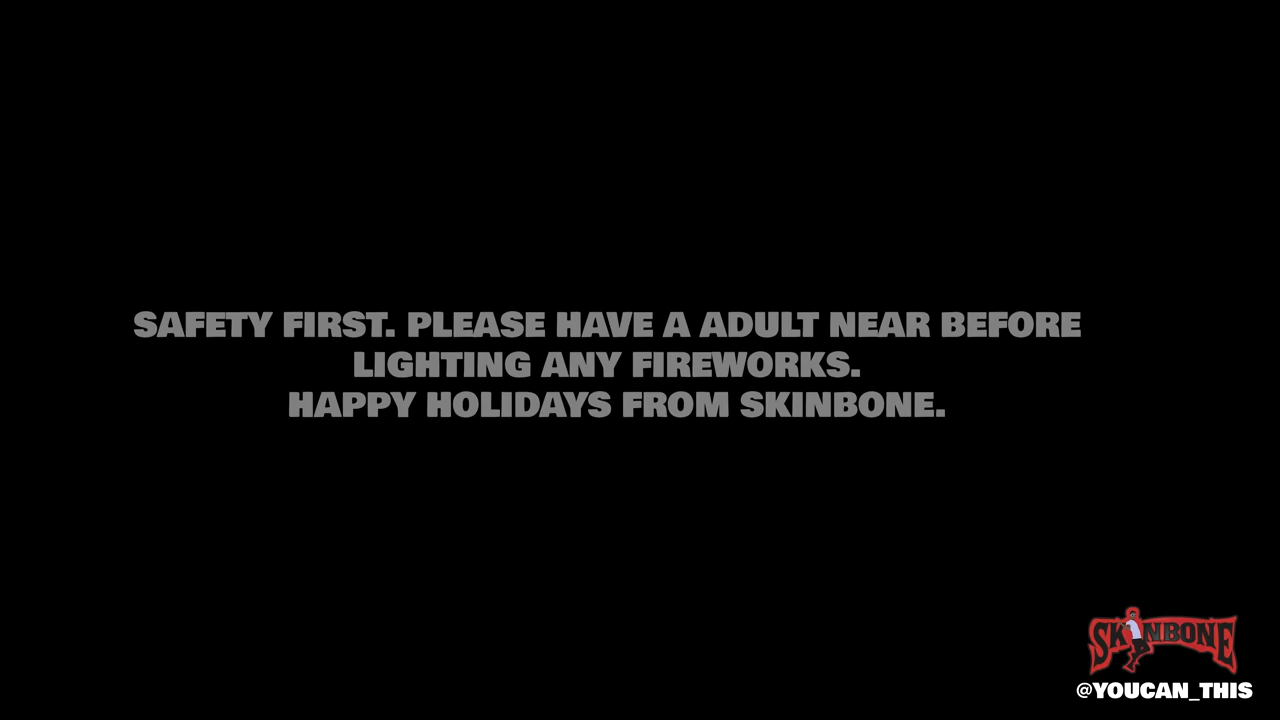 SAFETY FIRST. PLEASE HAVE A ADULT NEAR BEFORE
LIGHTING ANY FIREWORKS.
HAPPY HOLIDAYS FROM SKINBONE.
SKINBONE
@YOUCAN_THIS